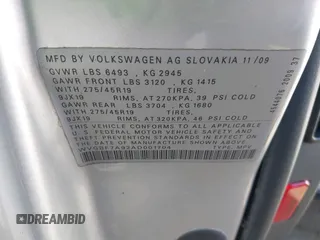 MFD BY VOLKSWAGEN AG SLOVAKIA 11/09
GVWR LBS 6493 , KG 2945
GAWR FRONT LBS 3120 , KG 1415
WITH 275/45R19 TIRES,
9JX19 RIMS, AT 270KPA, 39 PSI COLD
GAWR REAR LBS 3704 , KG 1680
WITH 275/45R19 TIRES,
9JX19 RIMS, AT 320KPA, 46 PSI COLD
THIS VEHICLE CONFORMS TO ALL APPLICABLE
FEDERAL MOTOR VEHICLE SAFETY AND
THEFT PREVENTION STANDARDS IN EFFECT
ON THE DATE OF MANUFACTURE SHOWN ABOVE.
TYPE: MPV
DREAMBID